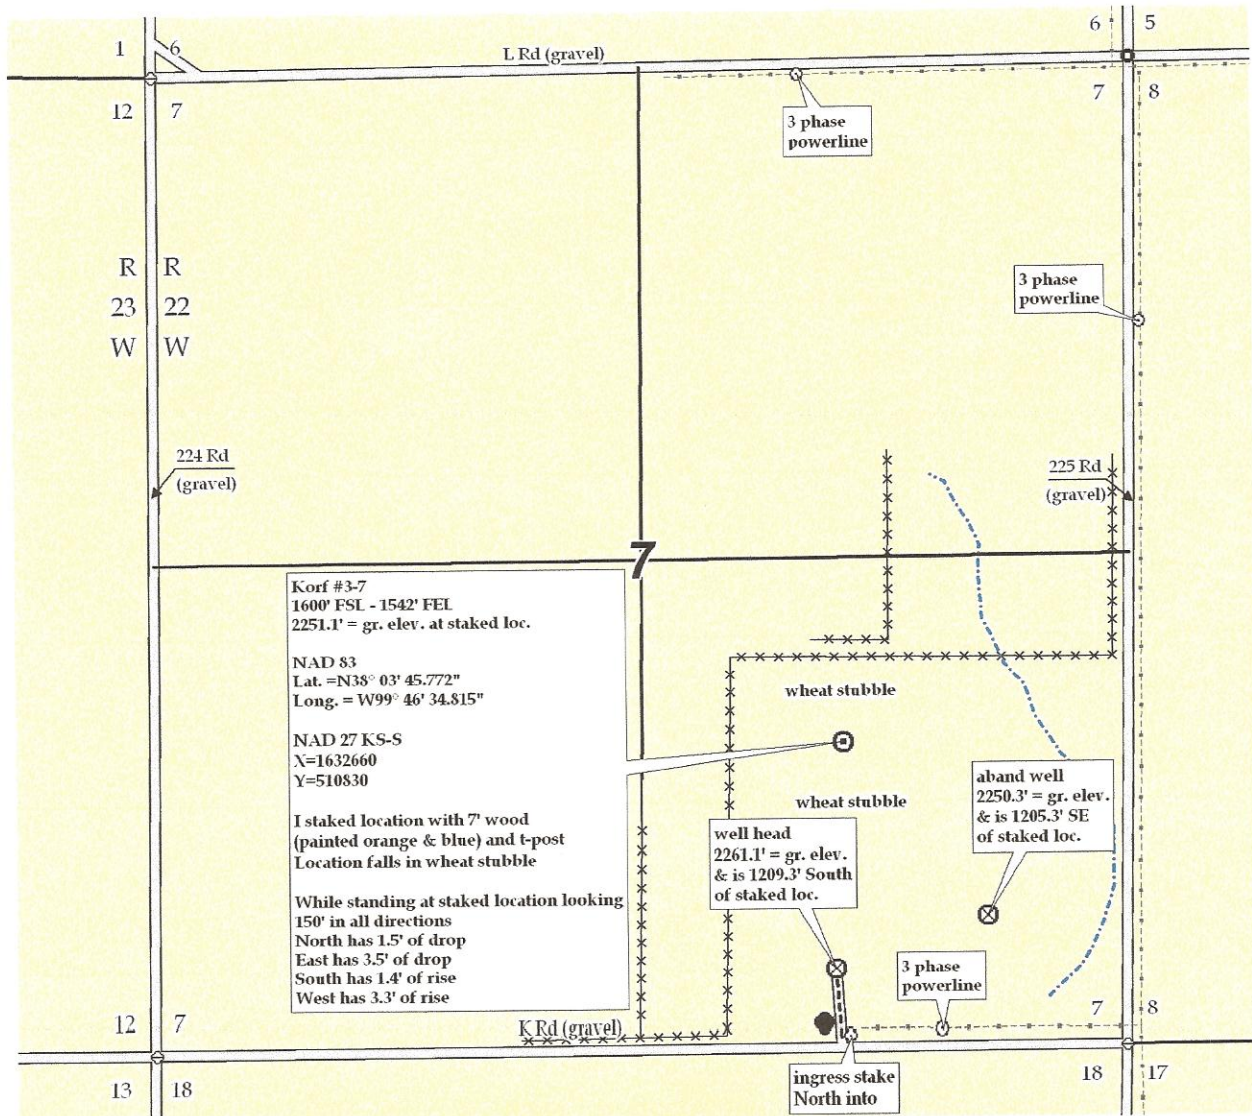 1
6
L Rd (gravel)
6
5
12
7
3 phase
powerline
7
8
R R
23 22
W W
3 phase
powerline
224 Rd
(gravel)
225 Rd
(gravel)
7
Korf #3-7
1600' FSL - 1542' FEL
2251.1' = gr. elev. at staked loc.
NAD 83
Lat. =N38° 03' 45.772"
Long. = W99° 46' 34.815"
NAD 27 KS-S
X=1632660
Y=510830
I staked location with 7' wood
(painted orange & blue) and t-post
Location falls in wheat stubble
While standing at staked location looking
150' in all directions
North has 1.5' of drop
East has 3.5' of drop
South has 1.4' of rise
West has 3.3' of rise
wheat stubble
wheat stubble
aband well
2250.3' = gr. elev.
& is 1205.3' SE
of staked loc.
well head
2261.1' = gr. elev.
& is 1209.3' South
of staked loc.
3 phase
powerline
12
7
K Rd (gravel)
7
8
13
18
ingress stake
North into
18
17